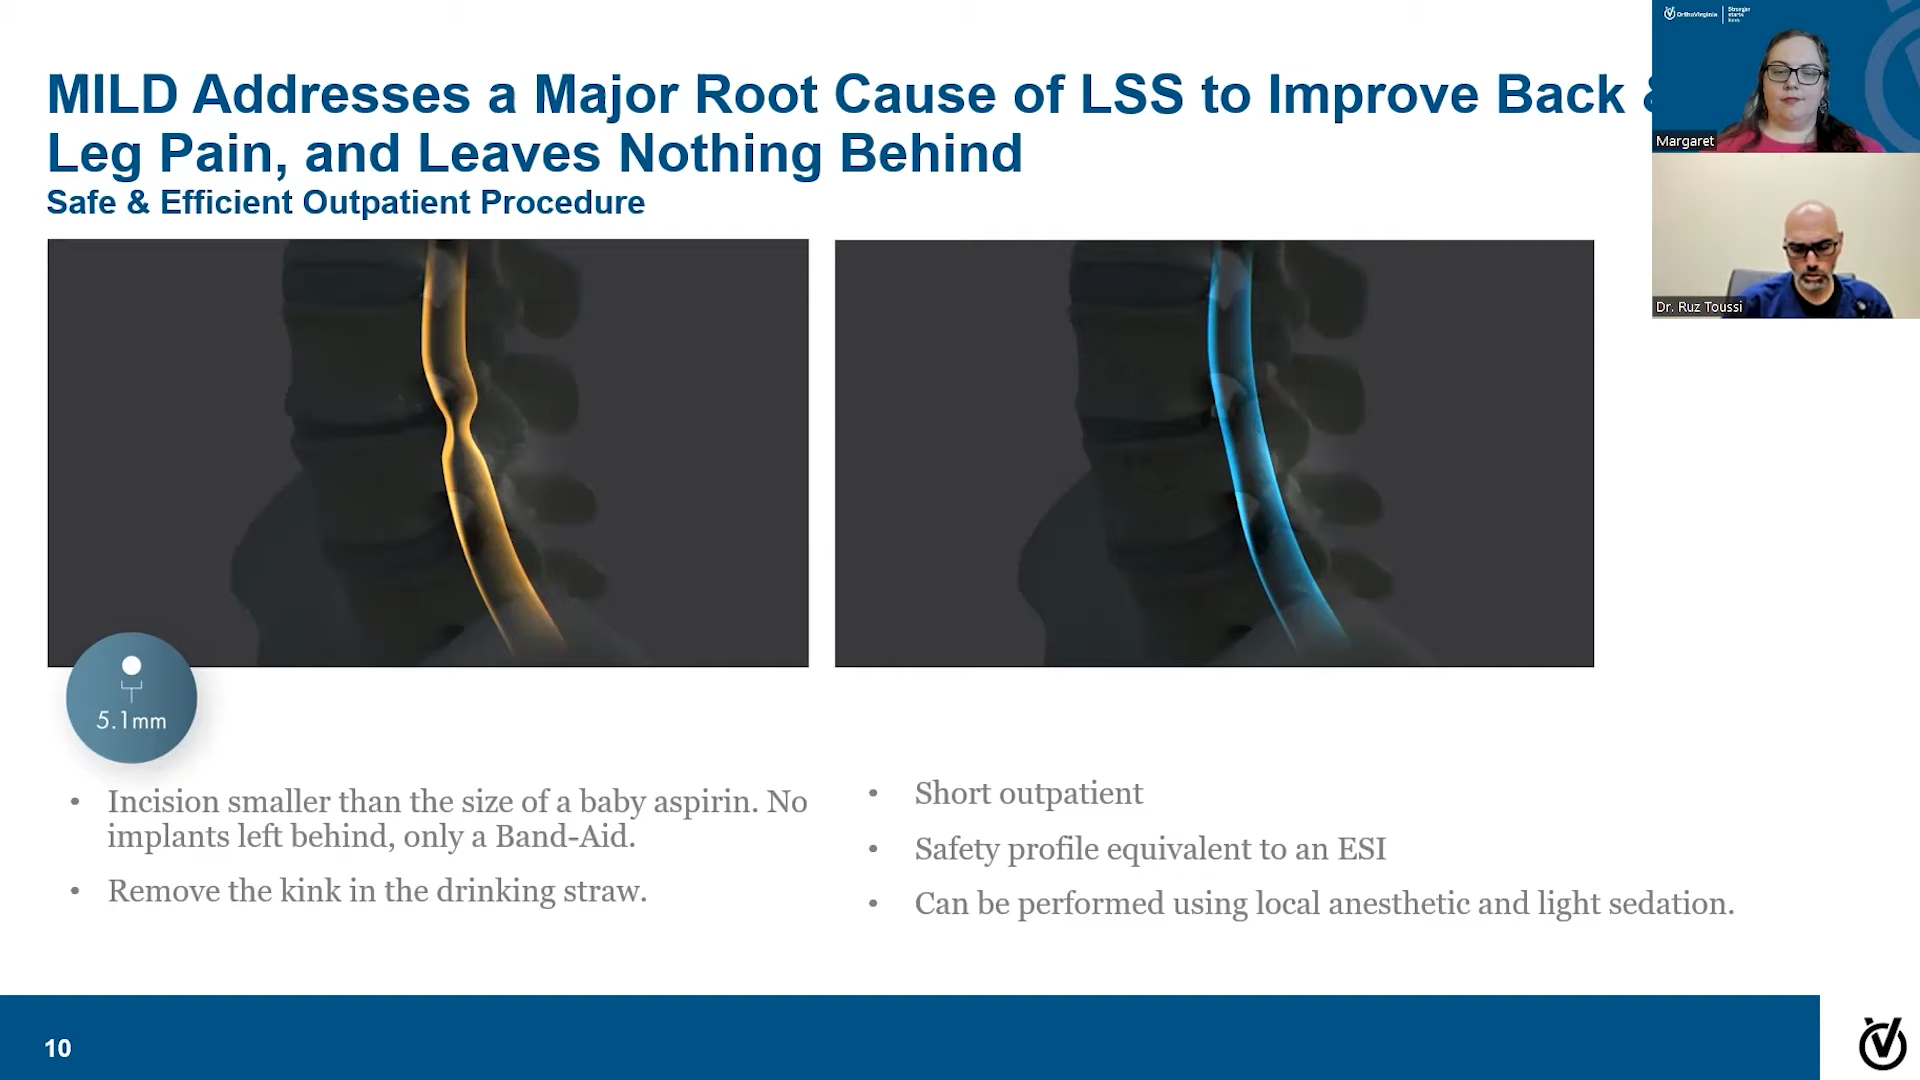 MILD Addresses a Major Root Cause of LSS to Improve Back &
Leg Pain, and Leaves Nothing Behind
Safe & Efficient Outpatient Procedure
OrthoVirginia
Stronger
starts
here
Margaret
Dr. Ruz Toussi
5.1mm
• Incision smaller than the size of a baby aspirin. No
implants left behind, only a Band-Aid.
• Remove the kink in the drinking straw.
• Short outpatient
• Safety profile equivalent to an ESI
• Can be performed using local anesthetic and light sedation.
10